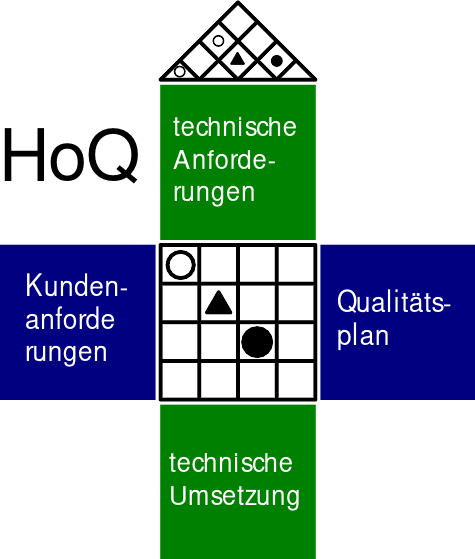 technische
Anforde-
rungen
HoQ
Kunden-
anforde
rungen
Qualitäts-
plan
technische
Umsetzung